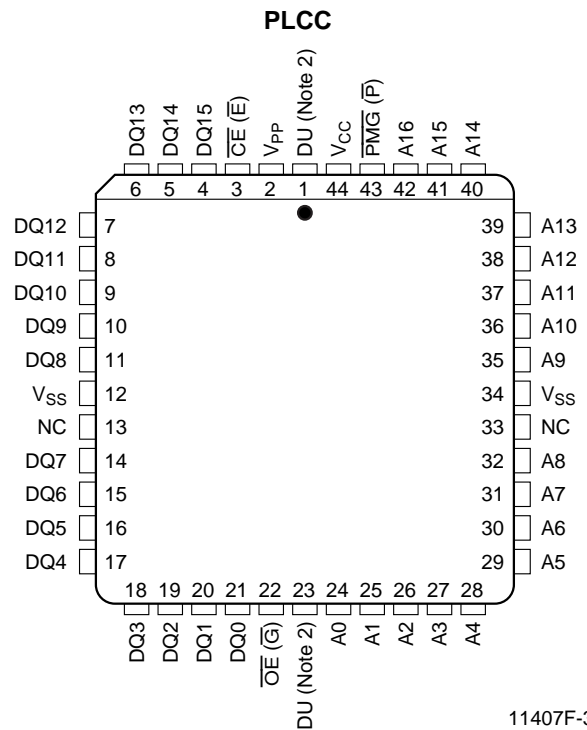 PLCC
DQ13
DQ14
DQ15
C̅E̅ (E̅)
VPP
DU (Note 2)
VCC
P̅M̅G̅ (P̅)
A16
A15
A14
6
5
4
3
2
1
44
43
42
41
40
DQ12 7
DQ11 8
DQ10 9
DQ9 10
DQ8 11
VSS 12
NC 13
DQ7 14
DQ6 15
DQ5 16
DQ4 17
39 A13
38 A12
37 A11
36 A10
35 A9
34 VSS
33 NC
32 A8
31 A7
30 A6
29 A5
18
19
20
21
22
23
24
25
26
27
28
DQ3
DQ2
DQ1
DQ0
O̅E̅ (G̅)
DU (Note 2)
A0
A1
A2
A3
A4
11407F-3